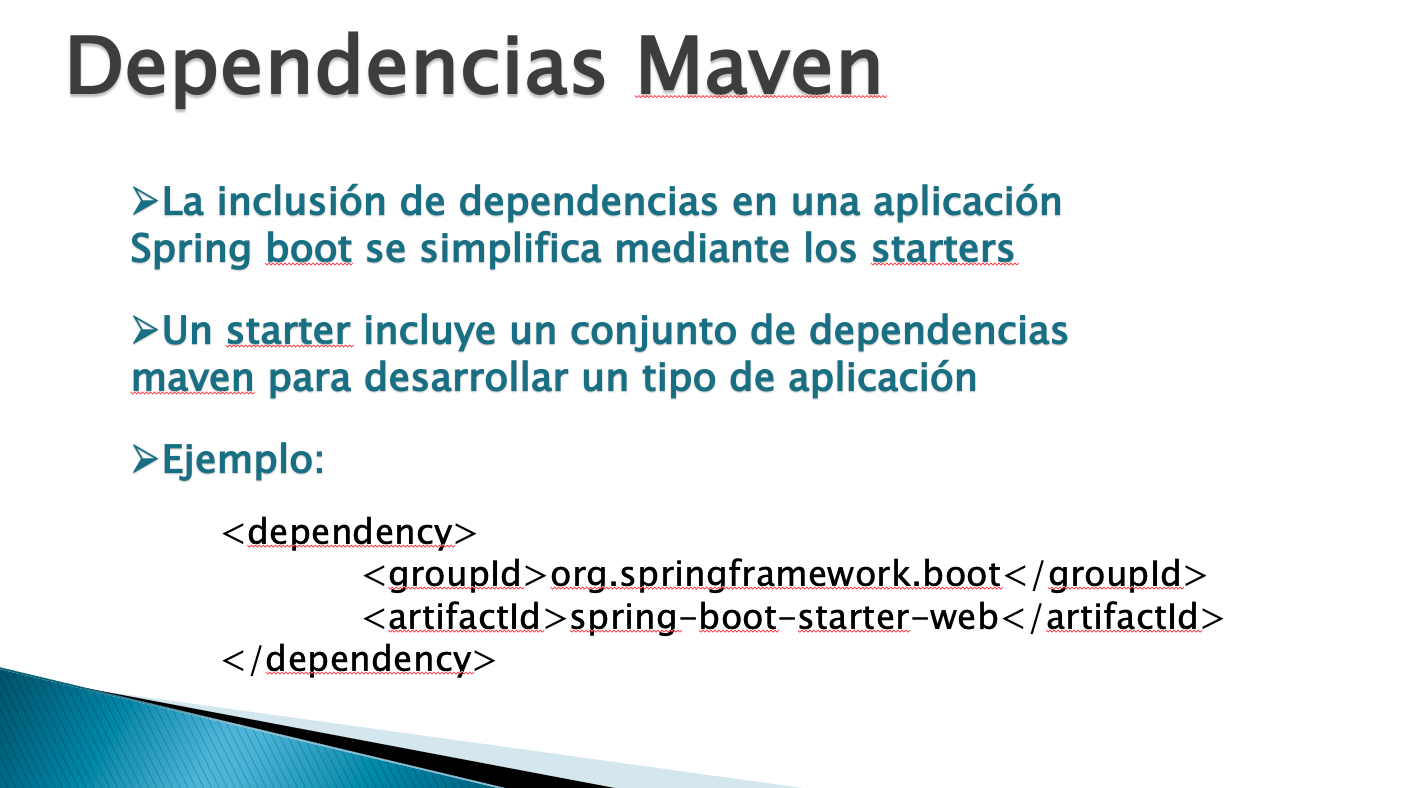 Dependencias Maven
➢La inclusión de dependencias en una aplicación
Spring boot se simplifica mediante los starters
➢Un starter incluye un conjunto de dependencias
maven para desarrollar un tipo de aplicación
➢Ejemplo:
<dependency>
<groupId>org.springframework.boot</groupId>
<artifactId>spring-boot-starter-web</artifactId>
</dependency>